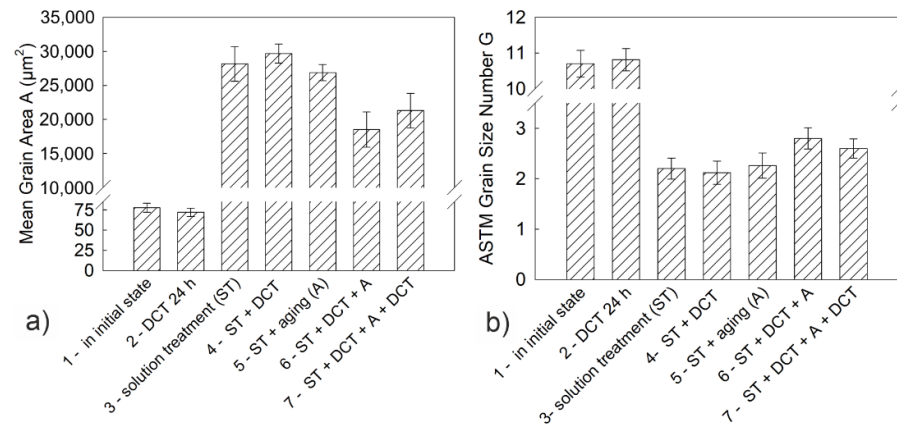 Mean Grain Area A (μm²)
35,000
30,000
25,000
20,000
15,000
10,000
75
50
25
0
1 - in initial state
2 - DCT 24 h
3 - solution treatment (ST)
4 - ST + DCT
5 - ST + aging (A)
6 - ST + DCT + A
7 - ST + DCT + A + DCT
a)
ASTM Grain Size Number G
12
11
10
3
2
1
0
1 - in initial state
2 - DCT 24 h
3- solution treatment (ST)
4- ST + DCT
5 - ST + aging (A)
6 - ST + DCT + A
7 - ST + DCT + A + DCT
b)